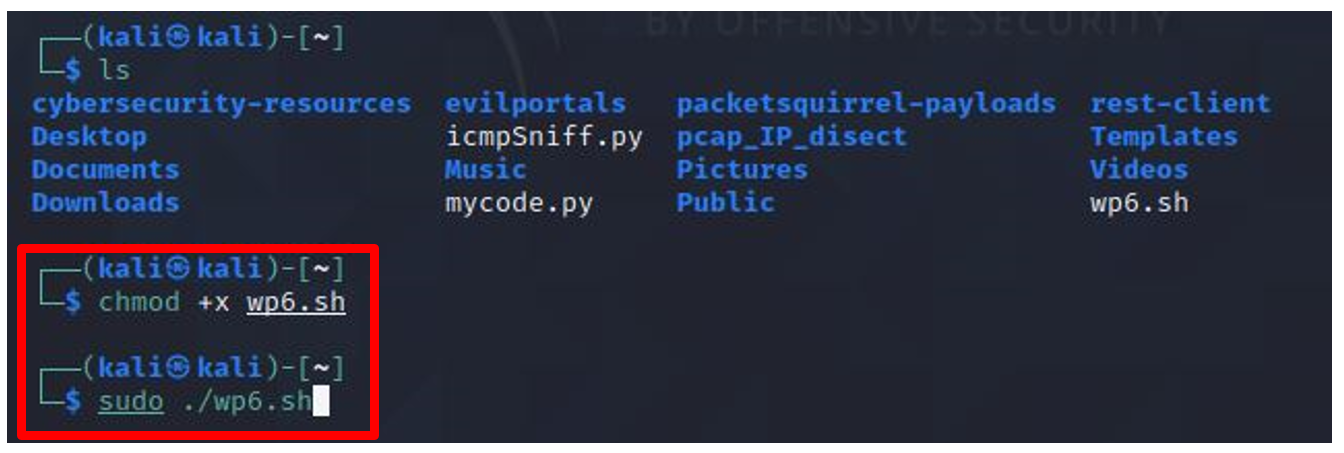 BY OFFENSIVE SECURITY
┌──(kali㉿kali)-[~]
└─$ ls
cybersecurity-resources evilportals packetsquirrel-payloads rest-client
Desktop icmpSniff.py pcap_IP_disect Templates
Documents Music Pictures Videos
Downloads mycode.py Public wp6.sh
┌──(kali㉿kali)-[~]
└─$ chmod +x wp6.sh
┌──(kali㉿kali)-[~]
└─$ sudo ./wp6.sh